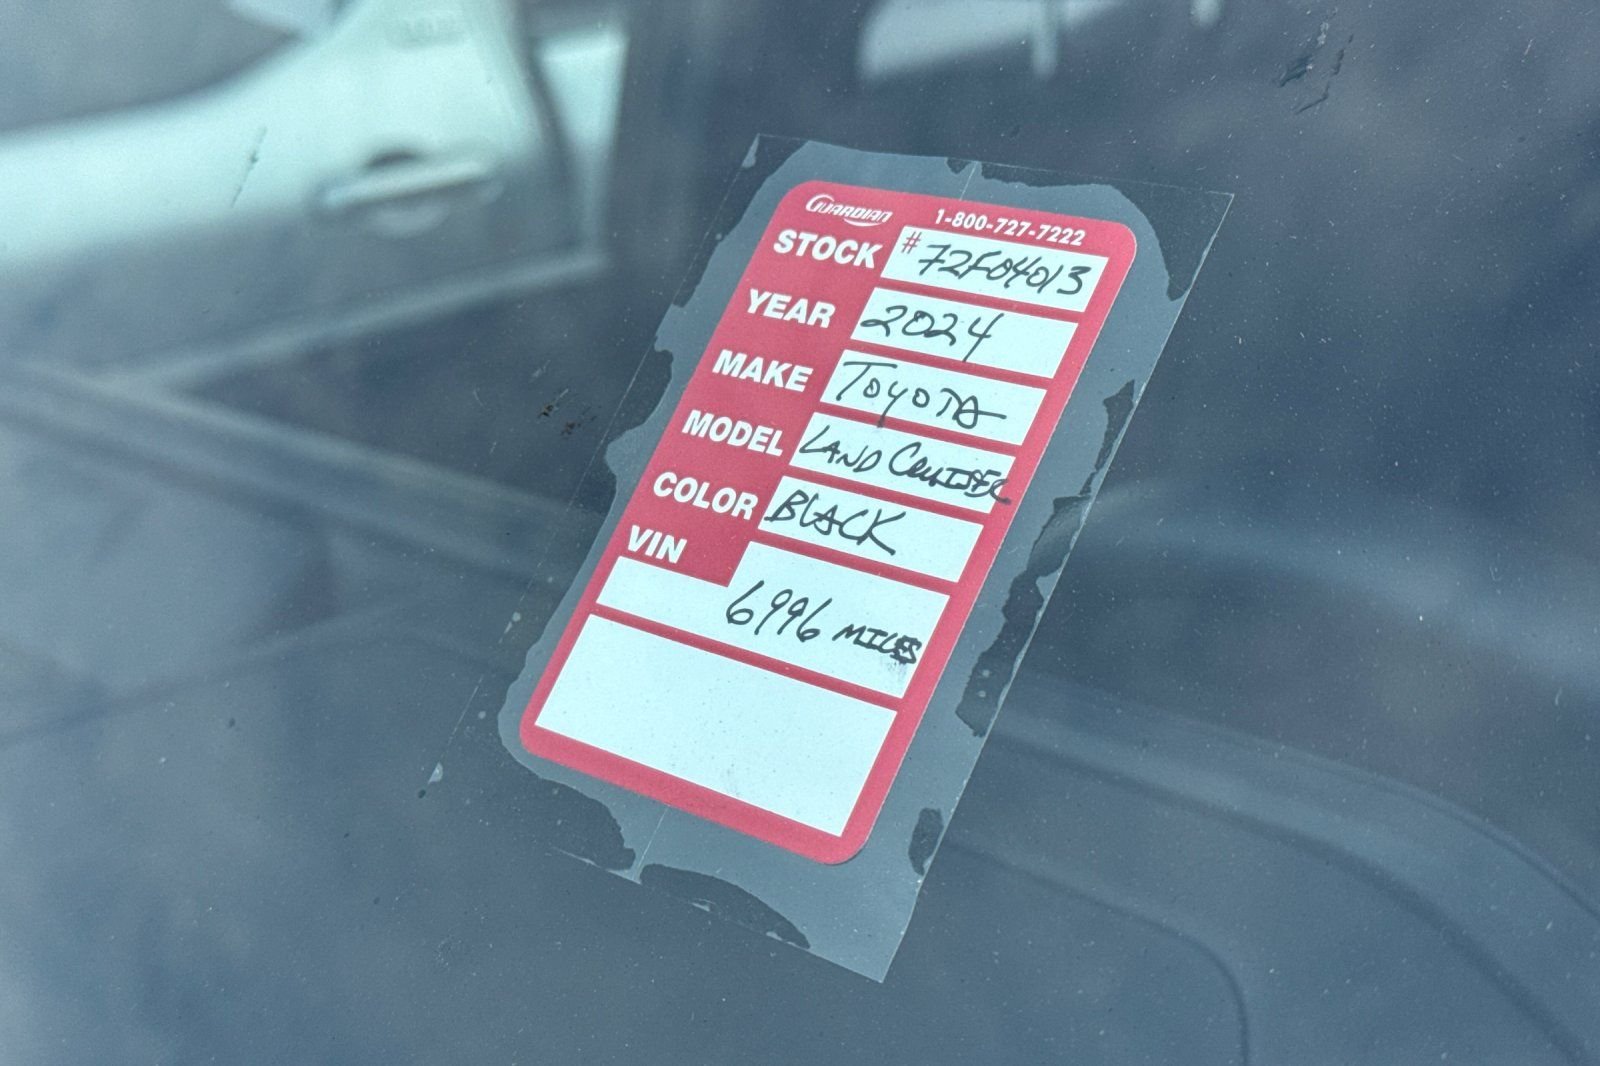 GUARDIAN 1-800-727-7222
STOCK #72F04013
YEAR 2024
MAKE TOYOTA
MODEL LAND CRUISER
COLOR BLACK
VIN
6996 MILES